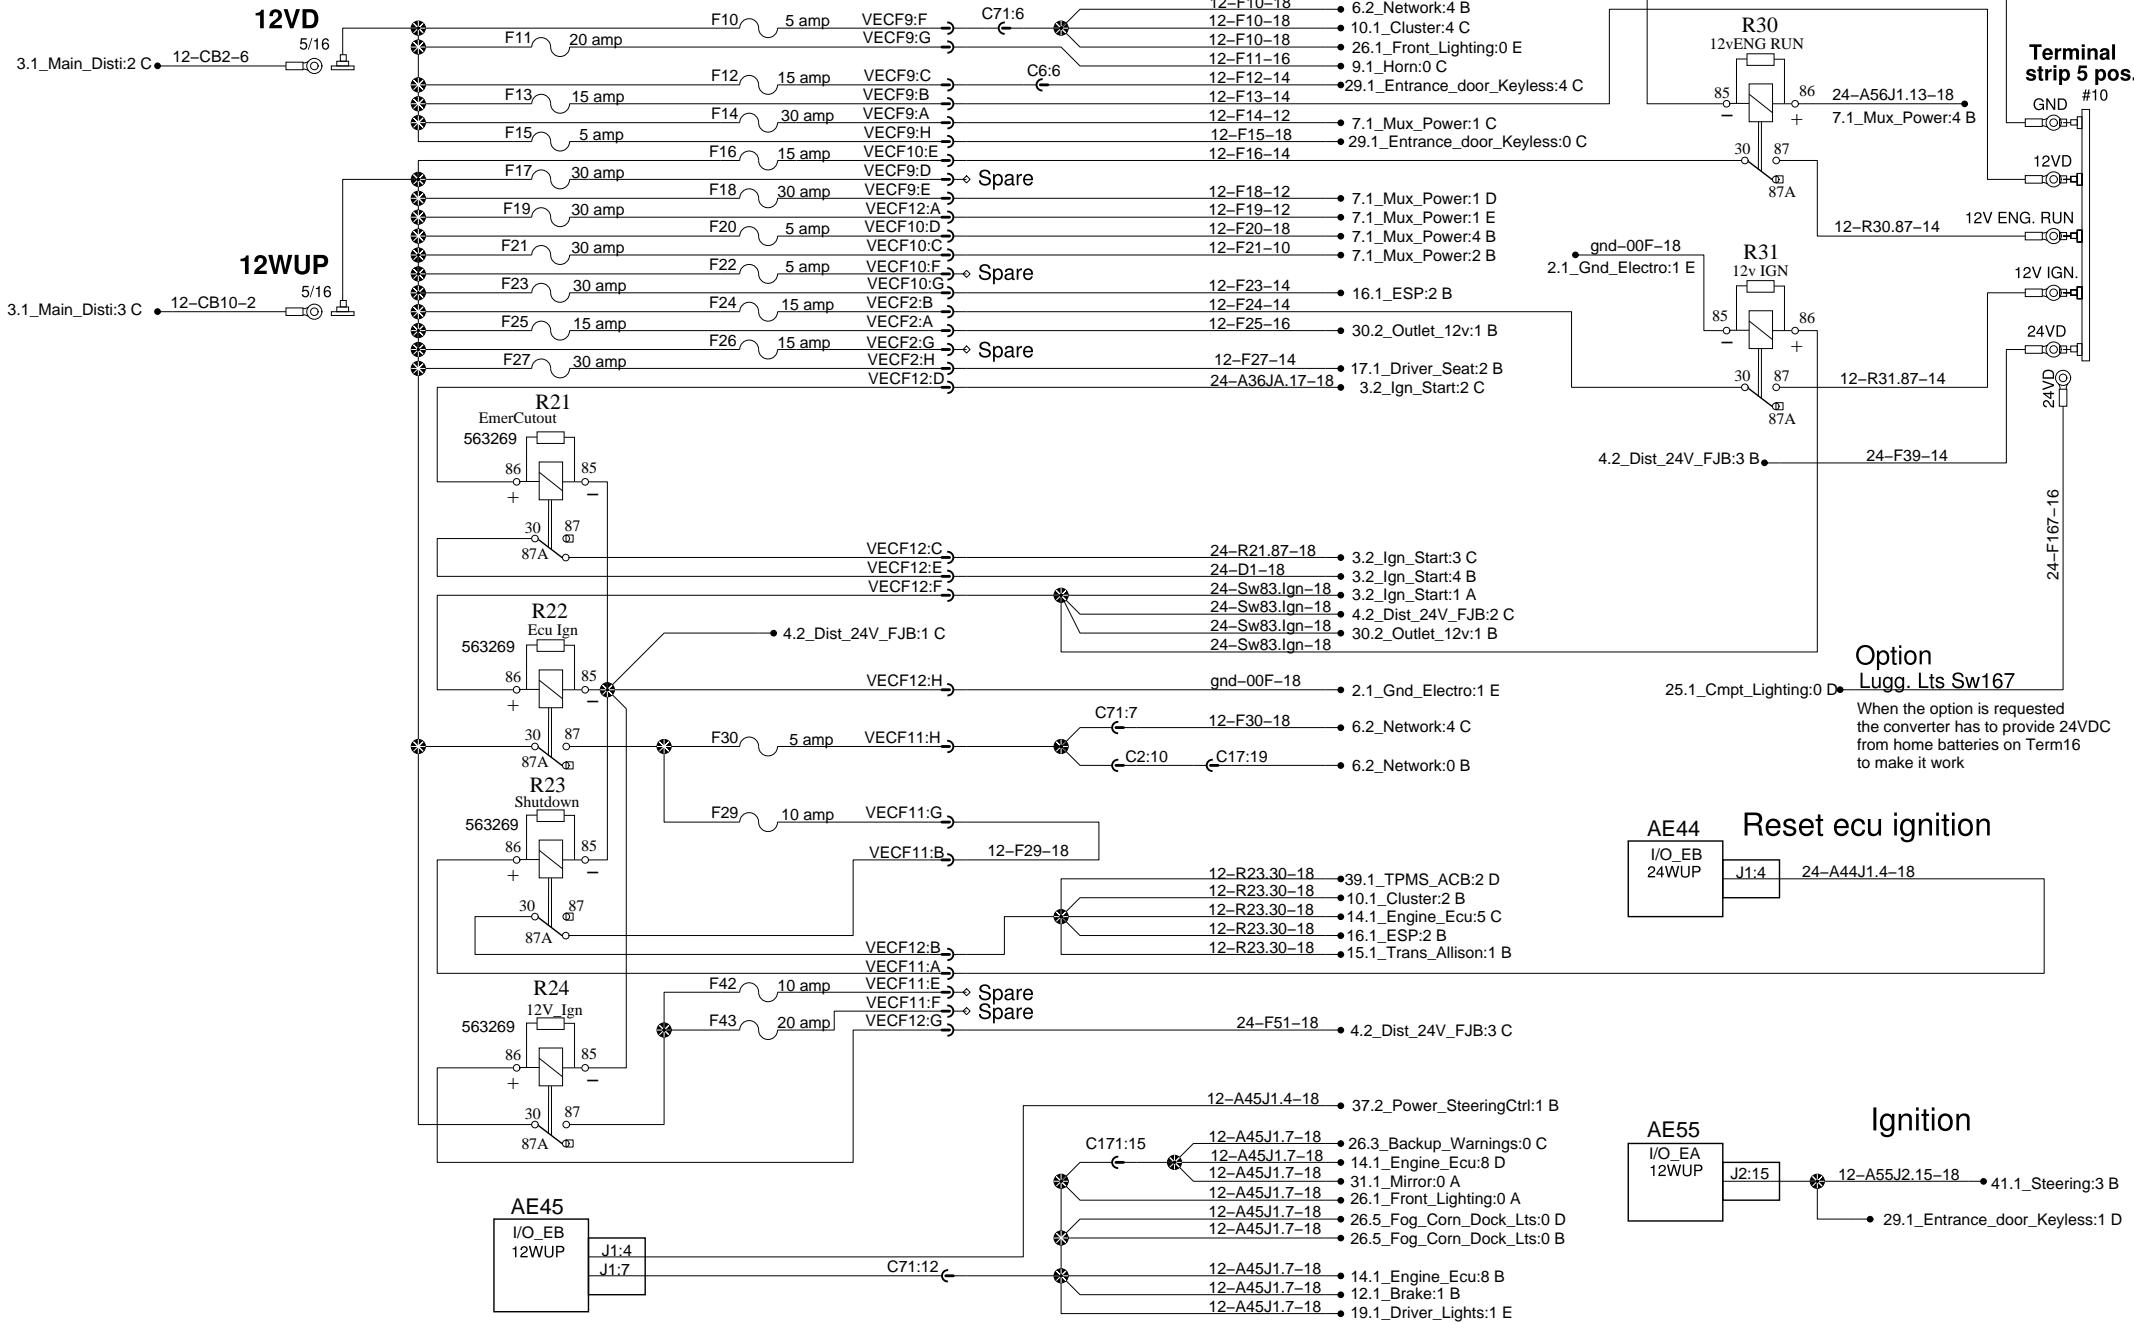 12VD
5/16
3.1_Main_Disti:2 C
12-CB2-6
12WUP
5/16
3.1_Main_Disti:3 C
12-CB10-2
F10 5 amp VECF9:F C71:6 12-F10-18 6.2_Network:4 B
12-F10-18 10.1_Cluster:4 C
12-F10-18 26.1_Front_Lighting:0 E
F11 20 amp VECF9:G 12-F11-16 9.1_Horn:0 C
F12 15 amp VECF9:C C6:6 12-F12-14 29.1_Entrance_door_Keyless:4 C
F13 15 amp VECF9:B 12-F13-14
F14 30 amp VECF9:A 12-F14-12 7.1_Mux_Power:1 C
F15 5 amp VECF9:H 12-F15-18 29.1_Entrance_door_Keyless:0 C
F16 15 amp VECF10:E 12-F16-14
F17 30 amp VECF9:D Spare
F18 30 amp VECF9:E 12-F18-12 7.1_Mux_Power:1 D
F19 30 amp VECF12:A 12-F19-12 7.1_Mux_Power:1 E
F20 5 amp VECF10:D 12-F20-18 7.1_Mux_Power:4 B
F21 30 amp VECF10:C 12-F21-10 7.1_Mux_Power:2 B
F22 5 amp VECF10:F Spare
F23 30 amp VECF10:G 12-F23-14 16.1_ESP:2 B
F24 15 amp VECF2:B 12-F24-14
F25 15 amp VECF2:A 12-F25-16 30.2_Outlet_12v:1 B
F26 15 amp VECF2:G Spare
F27 30 amp VECF2:H 12-F27-14 17.1_Driver_Seat:2 B
VECF12:D 24-A36JA.17-18 3.2_Ign_Start:2 C
R30
12vENG RUN
85 86
- +
30 87
87A
24-A56J1.13-18
7.1_Mux_Power:4 B
Terminal
strip 5 pos.
#10
GND
12VD
12V ENG. RUN
12-R30.87-14
12V IGN.
24VD
24VD
gnd-00F-18
2.1_Gnd_Electro:1 E
R31
12v IGN
85 86
- +
30 87
87A
12-R31.87-14
4.2_Dist_24V_FJB:3 B
24-F39-14
24-F167-16
R21
EmerCutout
563269
86 85
+ -
30 87
87A
VECF12:C 24-R21.87-18 3.2_Ign_Start:3 C
VECF12:E 24-D1-18 3.2_Ign_Start:4 B
VECF12:F 24-Sw83.Ign-18 3.2_Ign_Start:1 A
24-Sw83.Ign-18 4.2_Dist_24V_FJB:2 C
24-Sw83.Ign-18 30.2_Outlet_12v:1 B
24-Sw83.Ign-18
R22
Ecu Ign
563269
86 85
+ -
30 87
87A
4.2_Dist_24V_FJB:1 C
VECF12:H gnd-00F-18 2.1_Gnd_Electro:1 E
F30 5 amp VECF11:H
C71:7 12-F30-18 6.2_Network:4 C
C2:10 C17:19 6.2_Network:0 B
Option
Lugg. Lts Sw167
25.1_Cmpt_Lighting:0 D
When the option is requested
the converter has to provide 24VDC
from home batteries on Term16
to make it work
R23
Shutdown
563269
86 85
+ -
30 87
87A
F29 10 amp VECF11:G
VECF11:B 12-F29-18
12-R23.30-18 39.1_TPMS_ACB:2 D
12-R23.30-18 10.1_Cluster:2 B
12-R23.30-18 14.1_Engine_Ecu:5 C
12-R23.30-18 16.1_ESP:2 B
VECF12:B 12-R23.30-18 15.1_Trans_Allison:1 B
VECF11:A
AE44
I/O_EB
24WUP
J1:4
Reset ecu ignition
24-A44J1.4-18
R24
12V_Ign
563269
86 85
+ -
30 87
87A
F42 10 amp VECF11:E Spare
F43 20 amp VECF11:F Spare
VECF12:G 24-F51-18 4.2_Dist_24V_FJB:3 C
12-A45J1.4-18 37.2_Power_SteeringCtrl:1 B
C171:15
12-A45J1.7-18 26.3_Backup_Warnings:0 C
12-A45J1.7-18 14.1_Engine_Ecu:8 D
12-A45J1.7-18 31.1_Mirror:0 A
12-A45J1.7-18 26.1_Front_Lighting:0 A
12-A45J1.7-18 26.5_Fog_Corn_Dock_Lts:0 D
12-A45J1.7-18 26.5_Fog_Corn_Dock_Lts:0 B
12-A45J1.7-18 14.1_Engine_Ecu:8 B
12-A45J1.7-18 12.1_Brake:1 B
12-A45J1.7-18 19.1_Driver_Lights:1 E
AE45
I/O_EB
12WUP
J1:4
J1:7
C71:12
Ignition
AE55
I/O_EA
12WUP
J2:15
12-A55J2.15-18 41.1_Steering:3 B
29.1_Entrance_door_Keyless:1 D